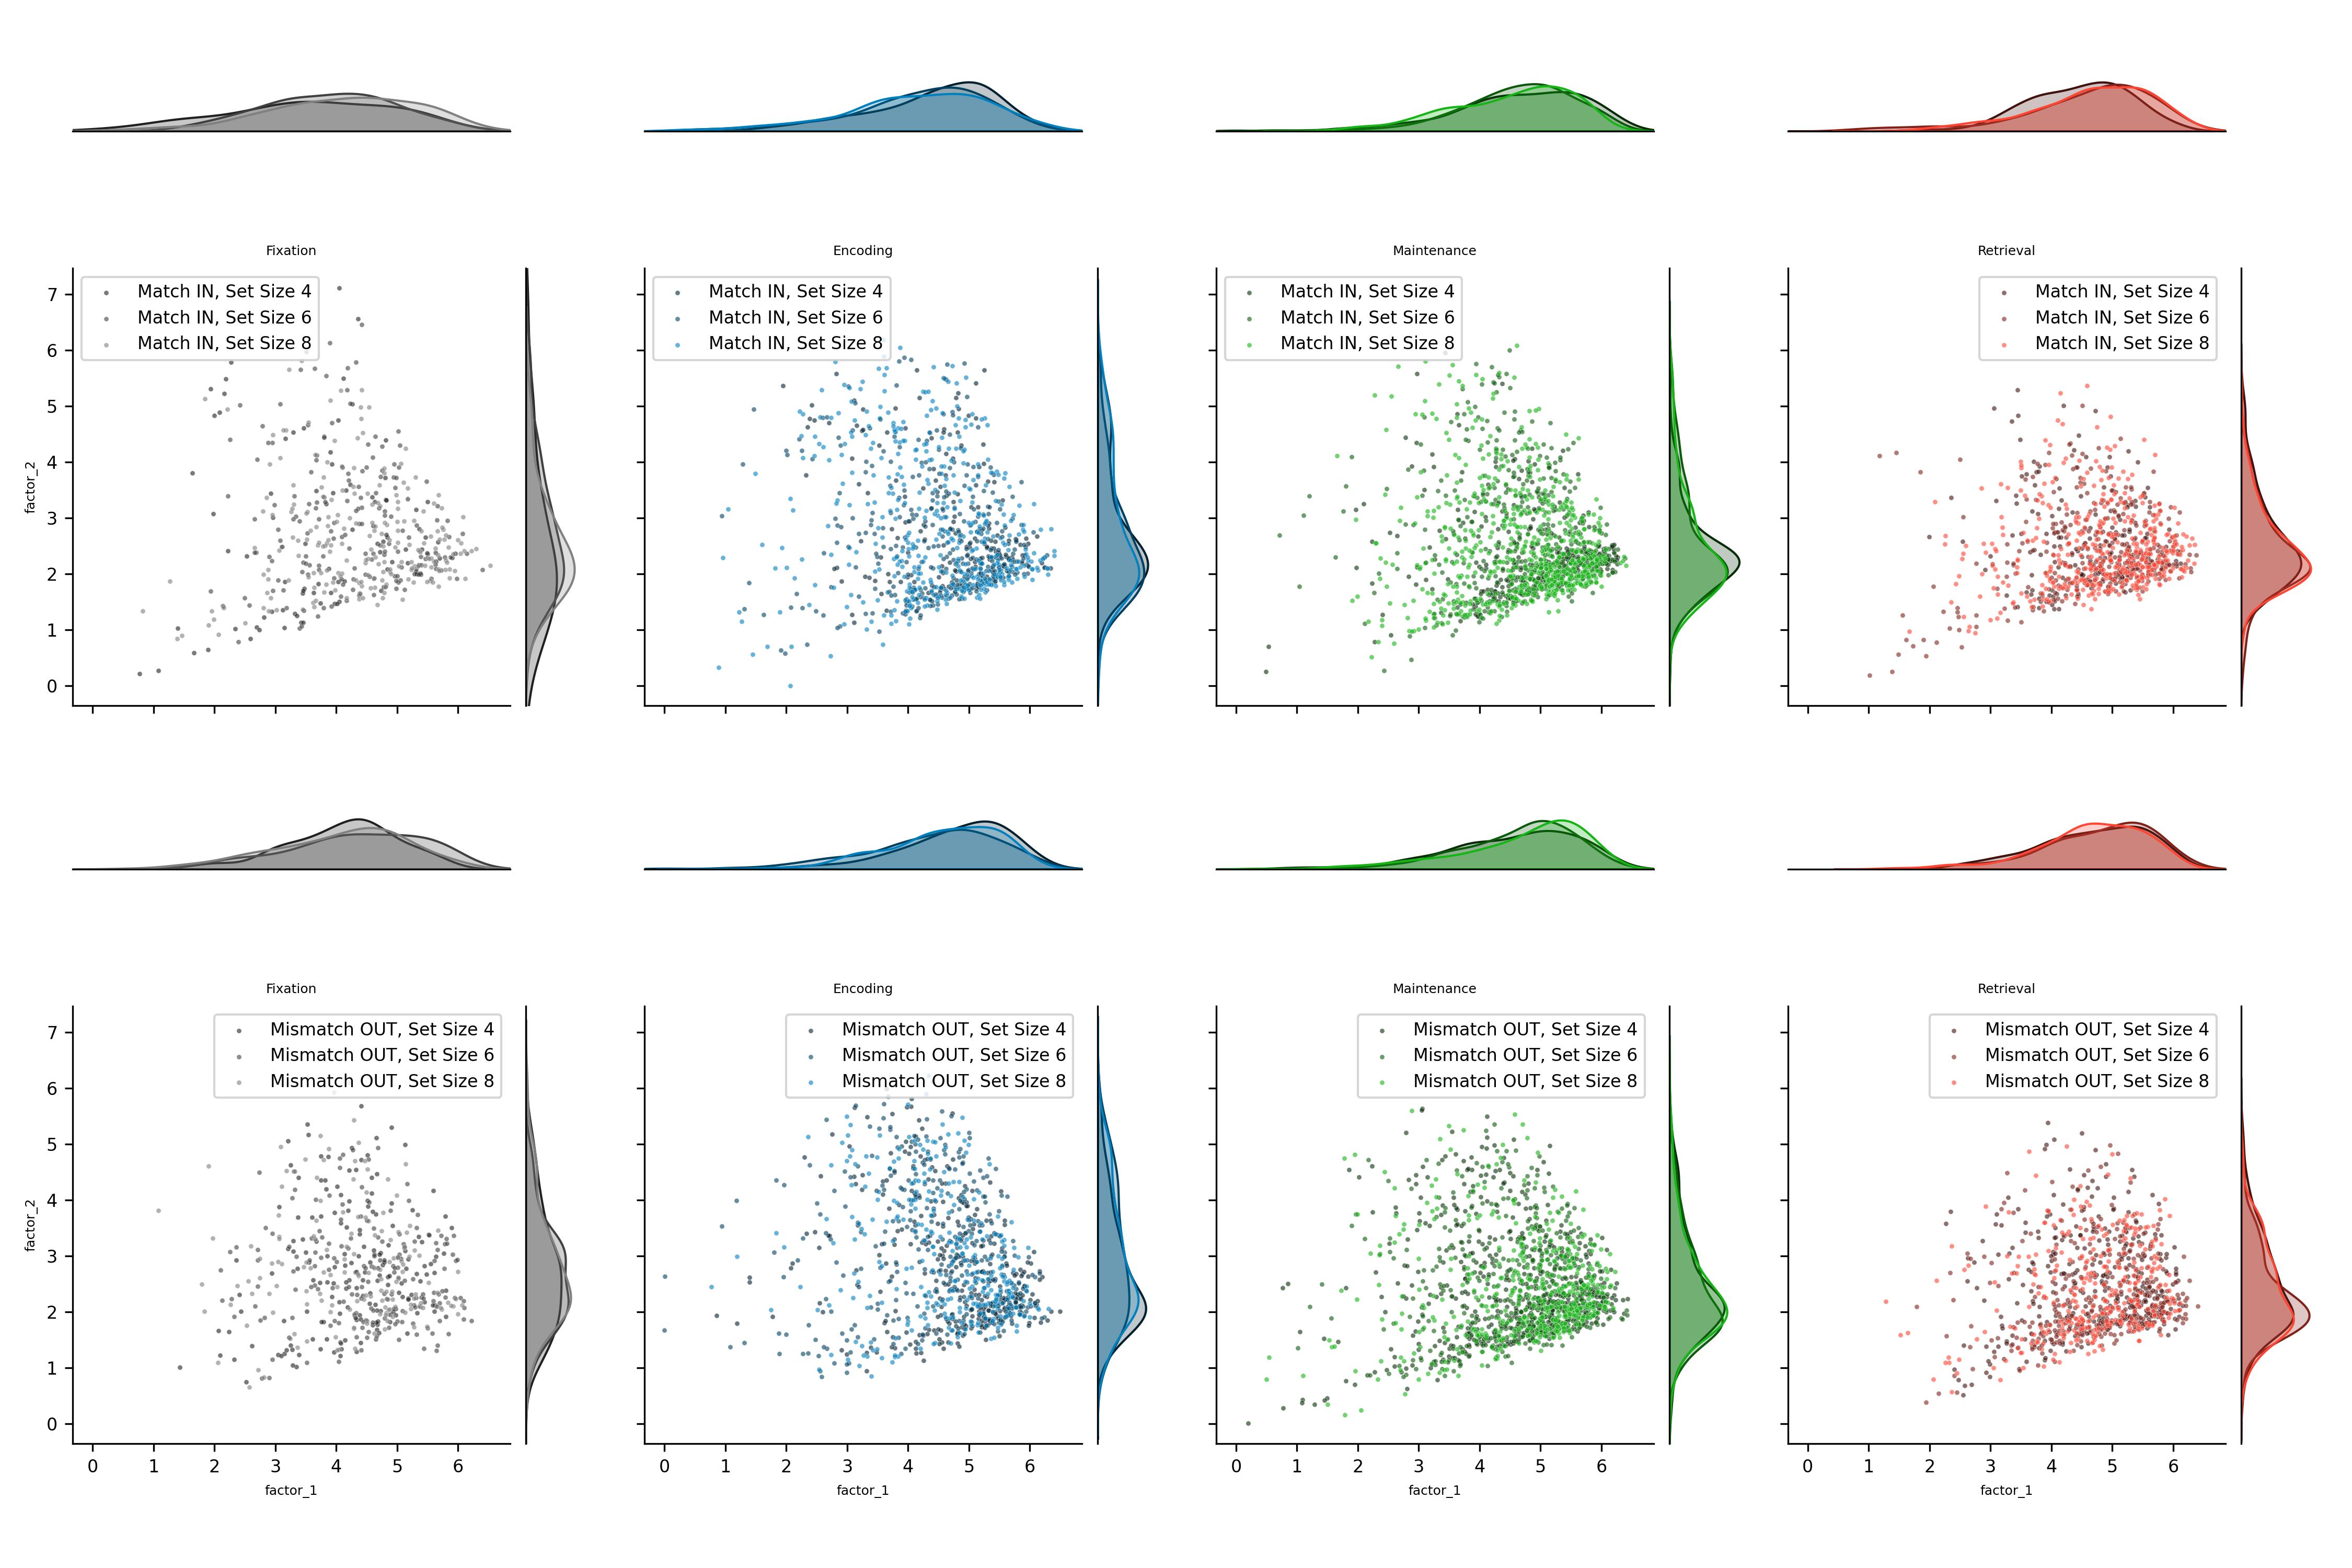 Fixation
Encoding
Maintenance
Retrieval
7
6
5
4
3
2
1
0
factor_2
Match IN, Set Size 4
Match IN, Set Size 6
Match IN, Set Size 8
Match IN, Set Size 4
Match IN, Set Size 6
Match IN, Set Size 8
Match IN, Set Size 4
Match IN, Set Size 6
Match IN, Set Size 8
Match IN, Set Size 4
Match IN, Set Size 6
Match IN, Set Size 8
Fixation
Encoding
Maintenance
Retrieval
7
6
5
4
3
2
1
0
factor_2
Mismatch OUT, Set Size 4
Mismatch OUT, Set Size 6
Mismatch OUT, Set Size 8
Mismatch OUT, Set Size 4
Mismatch OUT, Set Size 6
Mismatch OUT, Set Size 8
Mismatch OUT, Set Size 4
Mismatch OUT, Set Size 6
Mismatch OUT, Set Size 8
Mismatch OUT, Set Size 4
Mismatch OUT, Set Size 6
Mismatch OUT, Set Size 8
0 1 2 3 4 5 6
0 1 2 3 4 5 6
0 1 2 3 4 5 6
0 1 2 3 4 5 6
factor_1
factor_1
factor_1
factor_1